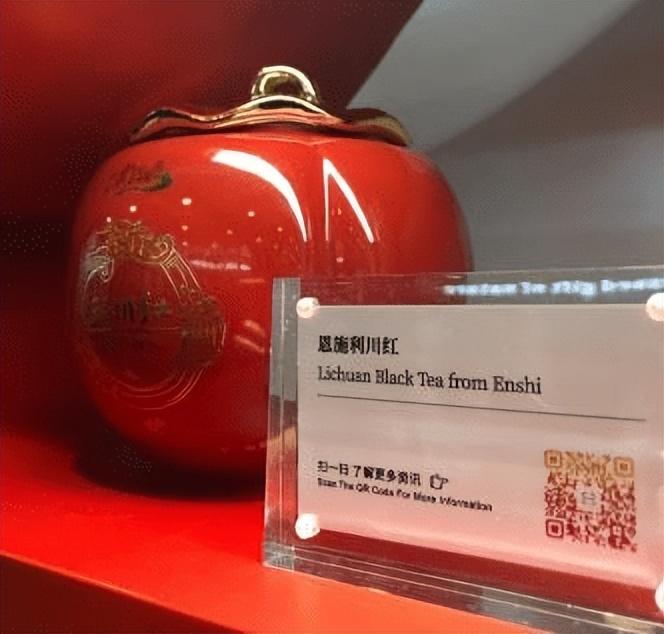 恩施利川红
Lichuan Black Tea from Enshi
扫一扫 了解更多资讯
Scan The QR Code For More Information